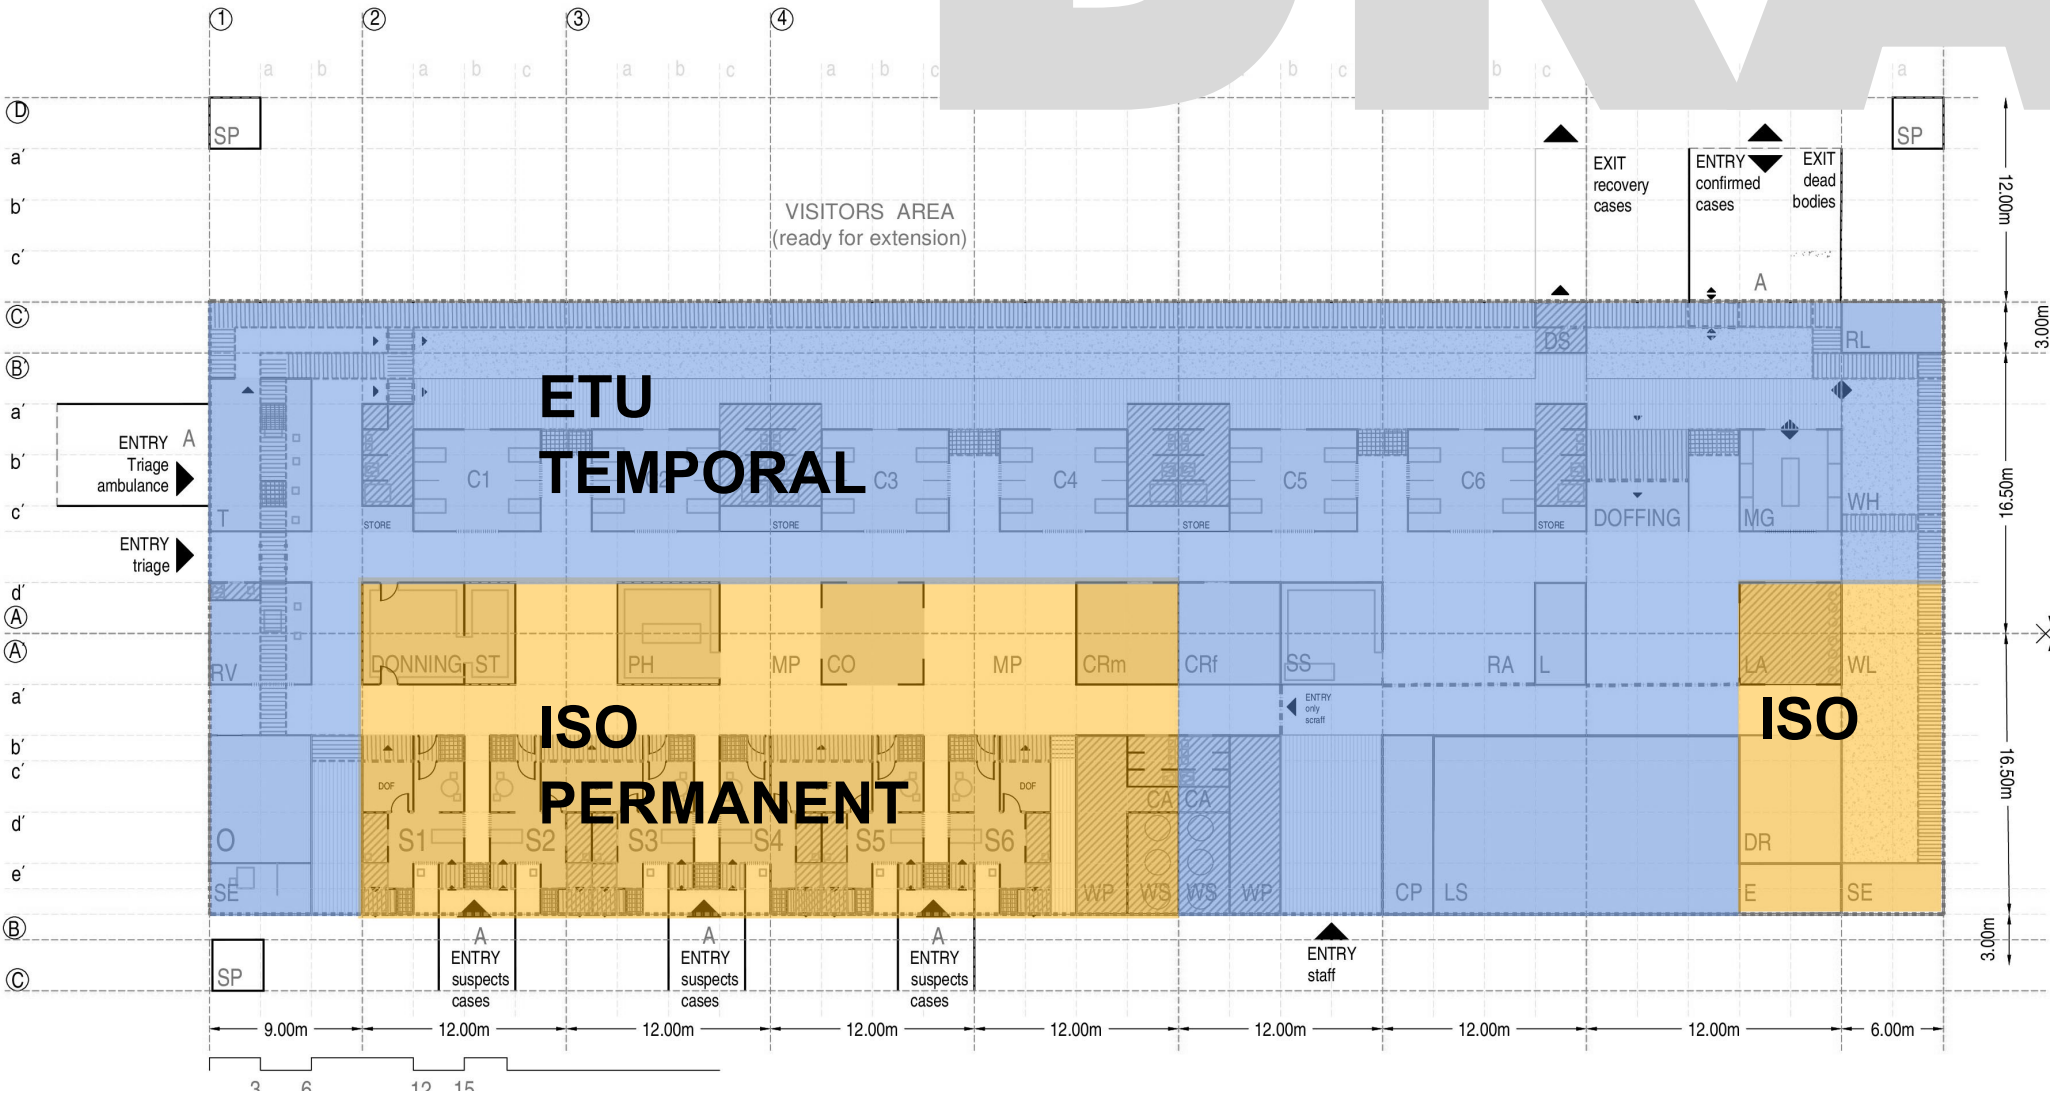 1 2 3 4
a b a b c a b c a b c b c b c a
D
SP
SP
a'
EXIT
recovery
cases
ENTRY
confirmed
cases
EXIT
dead
bodies
12.00m
b'
VISITORS AREA
(ready for extension)
c'
A
C
DS
RL
3.00m
B'
ETU
TEMPORAL
a'
ENTRY A
Triage
ambulance
b'
C1 C2 C3 C4 C5 C6
WH
16.50m
c'
T
STORE STORE STORE STORE
DOFFING
MG
ENTRY
triage
d'
A
A'
RV
DONNING ST PH MP CO MP CRm CRf SS RA L LA WL
a'
ENTRY
only
scraff
ISO
PERMANENT
ISO
b'
c'
DOF DOF
CA CA
16.50m
d'
O
S1 S2 S3 S4 S5 S6
DR
e'
SE
WP WS WS WP CP LS E SE
B
A A A
ENTRY
suspects
cases
ENTRY
suspects
cases
ENTRY
suspects
cases
ENTRY
staff
3.00m
C
SP
9.00m 12.00m 12.00m 12.00m 12.00m 12.00m 12.00m 12.00m 6.00m
3 6 12 15